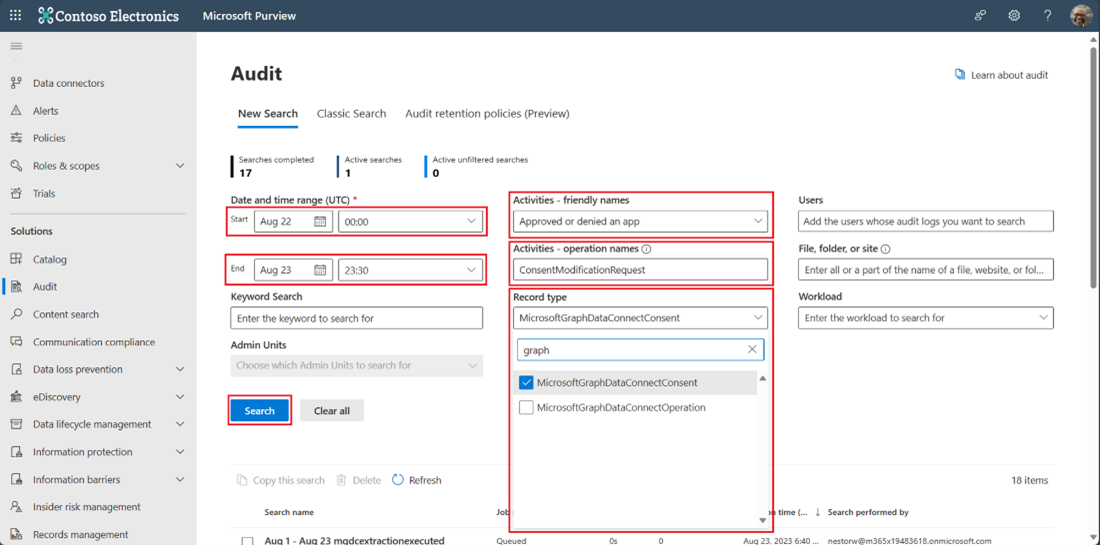 Contoso Electronics
Microsoft Purview
Data connectors
Alerts
Policies
Roles & scopes
Trials
Solutions
Catalog
Audit
Content search
Communication compliance
Data loss prevention
eDiscovery
Data lifecycle management
Information protection
Information barriers
Insider risk management
Records management
Audit
Learn about audit
New Search
Classic Search
Audit retention policies (Preview)
Searches completed
17
Active searches
1
Active unfiltered searches
0
Date and time range (UTC) *
Start
Aug 22
00:00
End
Aug 23
23:30
Keyword Search
Enter the keyword to search for
Admin Units
Choose which Admin Units to search for
Search
Clear all
Activities - friendly names
Approved or denied an app
Activities - operation names
ConsentModificationRequest
Record type
MicrosoftGraphDataConnectConsent
graph
MicrosoftGraphDataConnectConsent
MicrosoftGraphDataConnectOperation
Users
Add the users whose audit logs you want to search
File, folder, or site
Enter all or a part of the name of a file, website, or fol...
Workload
Enter the workload to search for
Copy this search
Delete
Refresh
18 items
Search name
time (...
Search performed by
Aug 1 - Aug 23 mgdcextractionexecuted
Queued
0s
0
Aug 23, 2023 6:40
nestorw@m365x19483618.onmicrosoft.com